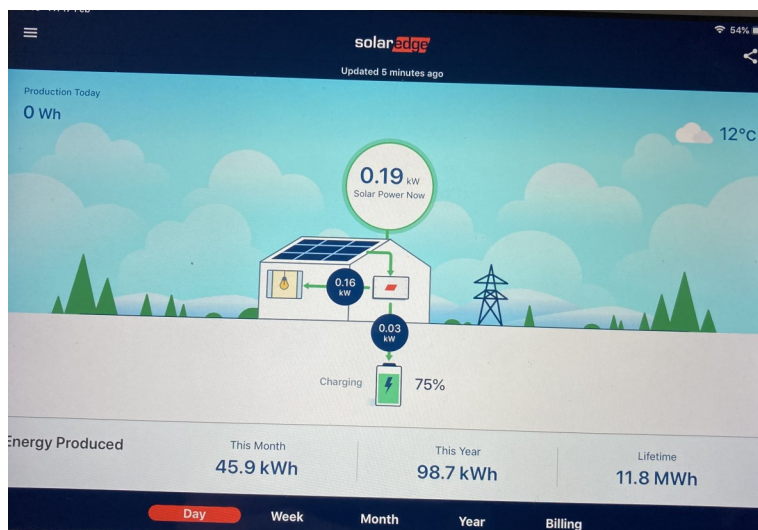 solaredge
54%
Updated 5 minutes ago
Production Today
0 Wh
12°C
0.19 kW
Solar Power Now
0.16
kW
0.03
kW
Charging
75%
Energy Produced
This Month
45.9 kWh
This Year
98.7 kWh
Lifetime
11.8 MWh
Day
Week
Month
Year
Billing